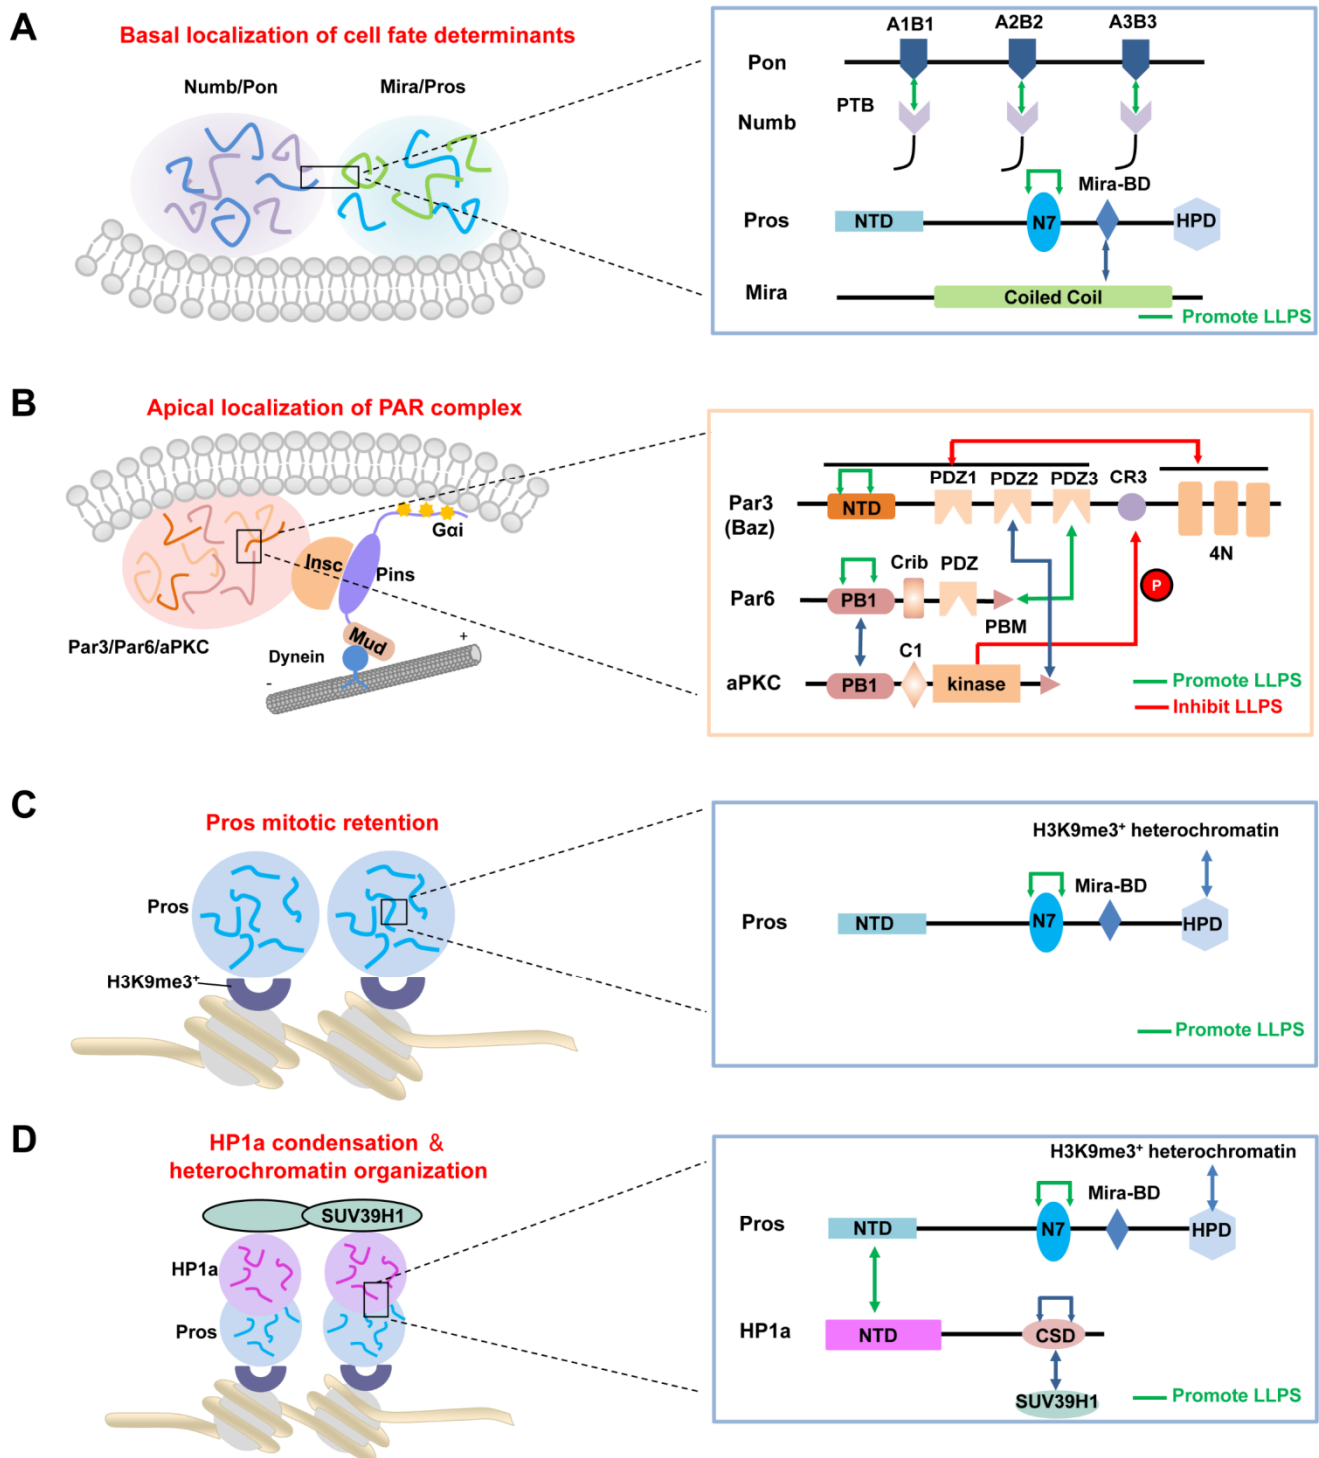 A
Basal localization of cell fate determinants
Numb/Pon
Mira/Pros
A1B1
A2B2
A3B3
Pon
PTB
Numb
Mira-BD
Pros
NTD
N7
HPD
Mira
Coiled Coil
Promote LLPS
B
Apical localization of PAR complex
Gαi
Insc
Pins
Par3/Par6/aPKC
Mud
Dynein
+
-
PDZ1
PDZ2
PDZ3
CR3
Par3
(Baz)
NTD
4N
Crib
PDZ
P
Par6
PB1
PBM
C1
aPKC
PB1
kinase
Promote LLPS
Inhibit LLPS
C
Pros mitotic retention
Pros
H3K9me3+
H3K9me3+ heterochromatin
Mira-BD
Pros
NTD
N7
HPD
Promote LLPS
D
HP1a condensation &
heterochromatin organization
SUV39H1
HP1a
Pros
H3K9me3+ heterochromatin
Mira-BD
Pros
NTD
N7
HPD
HP1a
NTD
CSD
SUV39H1
Promote LLPS